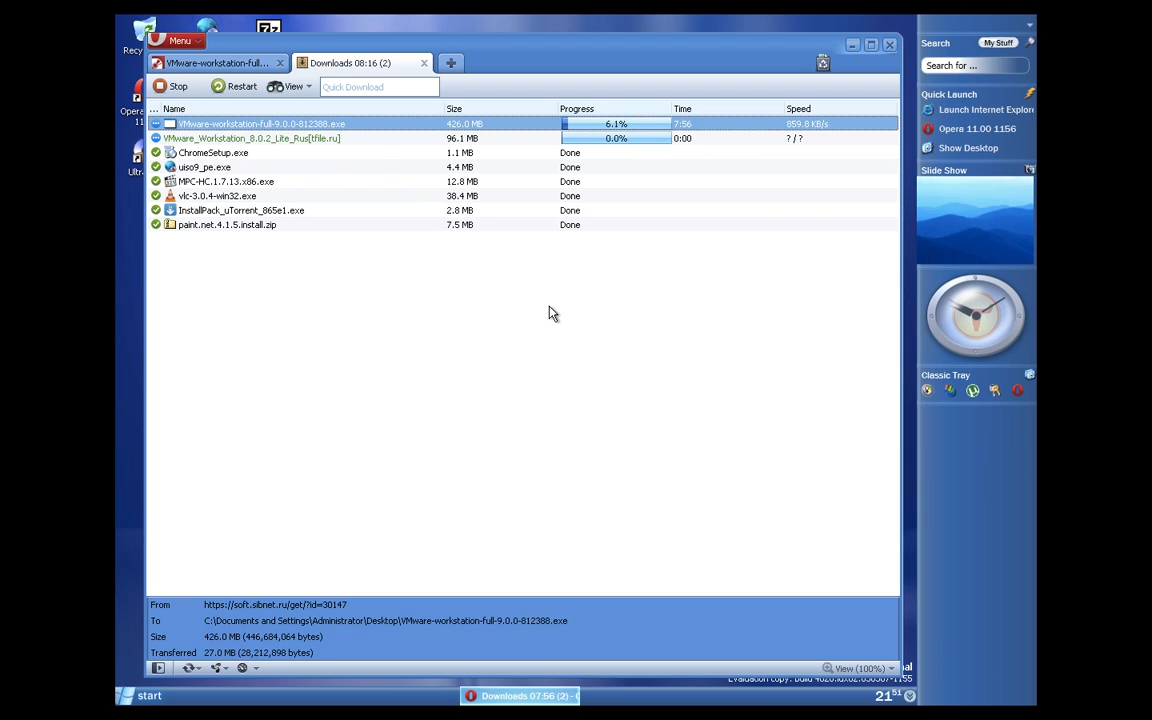 Recy
Menu
VMware-workstation-full...
Downloads 08:16 (2)
Stop
Restart
View
Quick Download
... Name Size Progress Time Speed
VMware-workstation-full-9.0.0-812388.exe 426.0 MB 6.1% 7:56 859.8 KB/s
VMware_Workstation_8.0.2_Lite_Rus[tfile.ru] 96.1 MB 0.0% 0:00 ? / ?
ChromeSetup.exe 1.1 MB Done
uiso9_pe.exe 4.4 MB Done
MPC-HC.1.7.13.x86.exe 12.8 MB Done
vlc-3.0.4-win32.exe 38.4 MB Done
InstallPack_uTorrent_865e1.exe 2.8 MB Done
paint.net.4.1.5.install.zip 7.5 MB Done
Opera
11
Ultr
From https://soft.sibnet.ru/get/?id=30147
To C:\Documents and Settings\Administrator\Desktop\VMware-workstation-full-9.0.0-812388.exe
Size 426.0 MB (446,684,064 bytes)
Transferred 27.0 MB (28,212,898 bytes)
View (100%)
start
Downloads 07:56 (2) -
21 51
Search
My Stuff
Search for ...
Quick Launch
Launch Internet Explor
Opera 11.00 1156
Show Desktop
Slide Show
Classic Tray